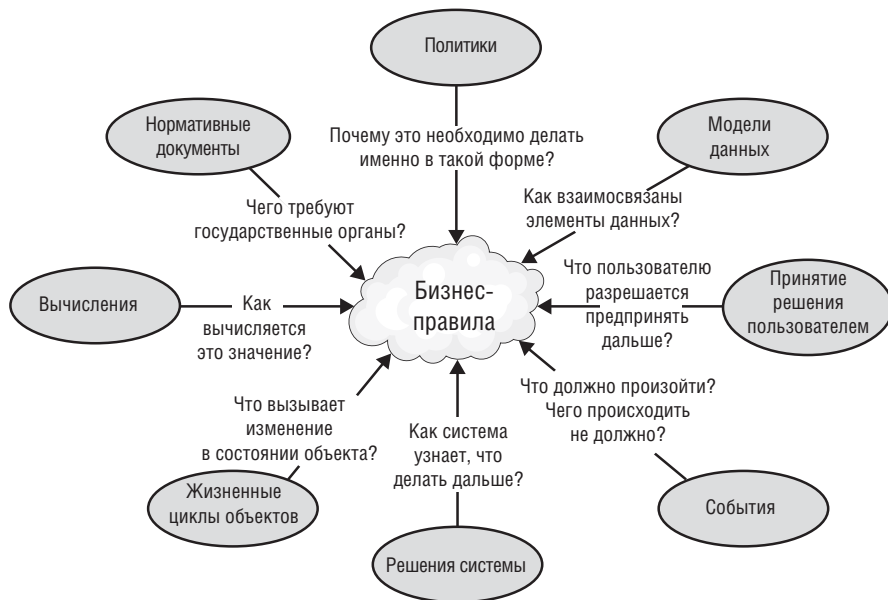 Политики
Нормативные
документы
Почему это необходимо делать
именно в такой форме?
Модели
данных
Чего требуют
государственные органы?
Как взаимосвязаны
элементы данных?
Вычисления
Как
вычисляется
это значение?
Бизнес-
правила
Что пользователю
разрешается
предпринять
дальше?
Принятие
решения
пользователем
Что вызывает
изменение
в состоянии объекта?
Как система
узнает, что
делать дальше?
Что должно произойти?
Чего происходить
не должно?
Жизненные
циклы объектов
Решения системы
События